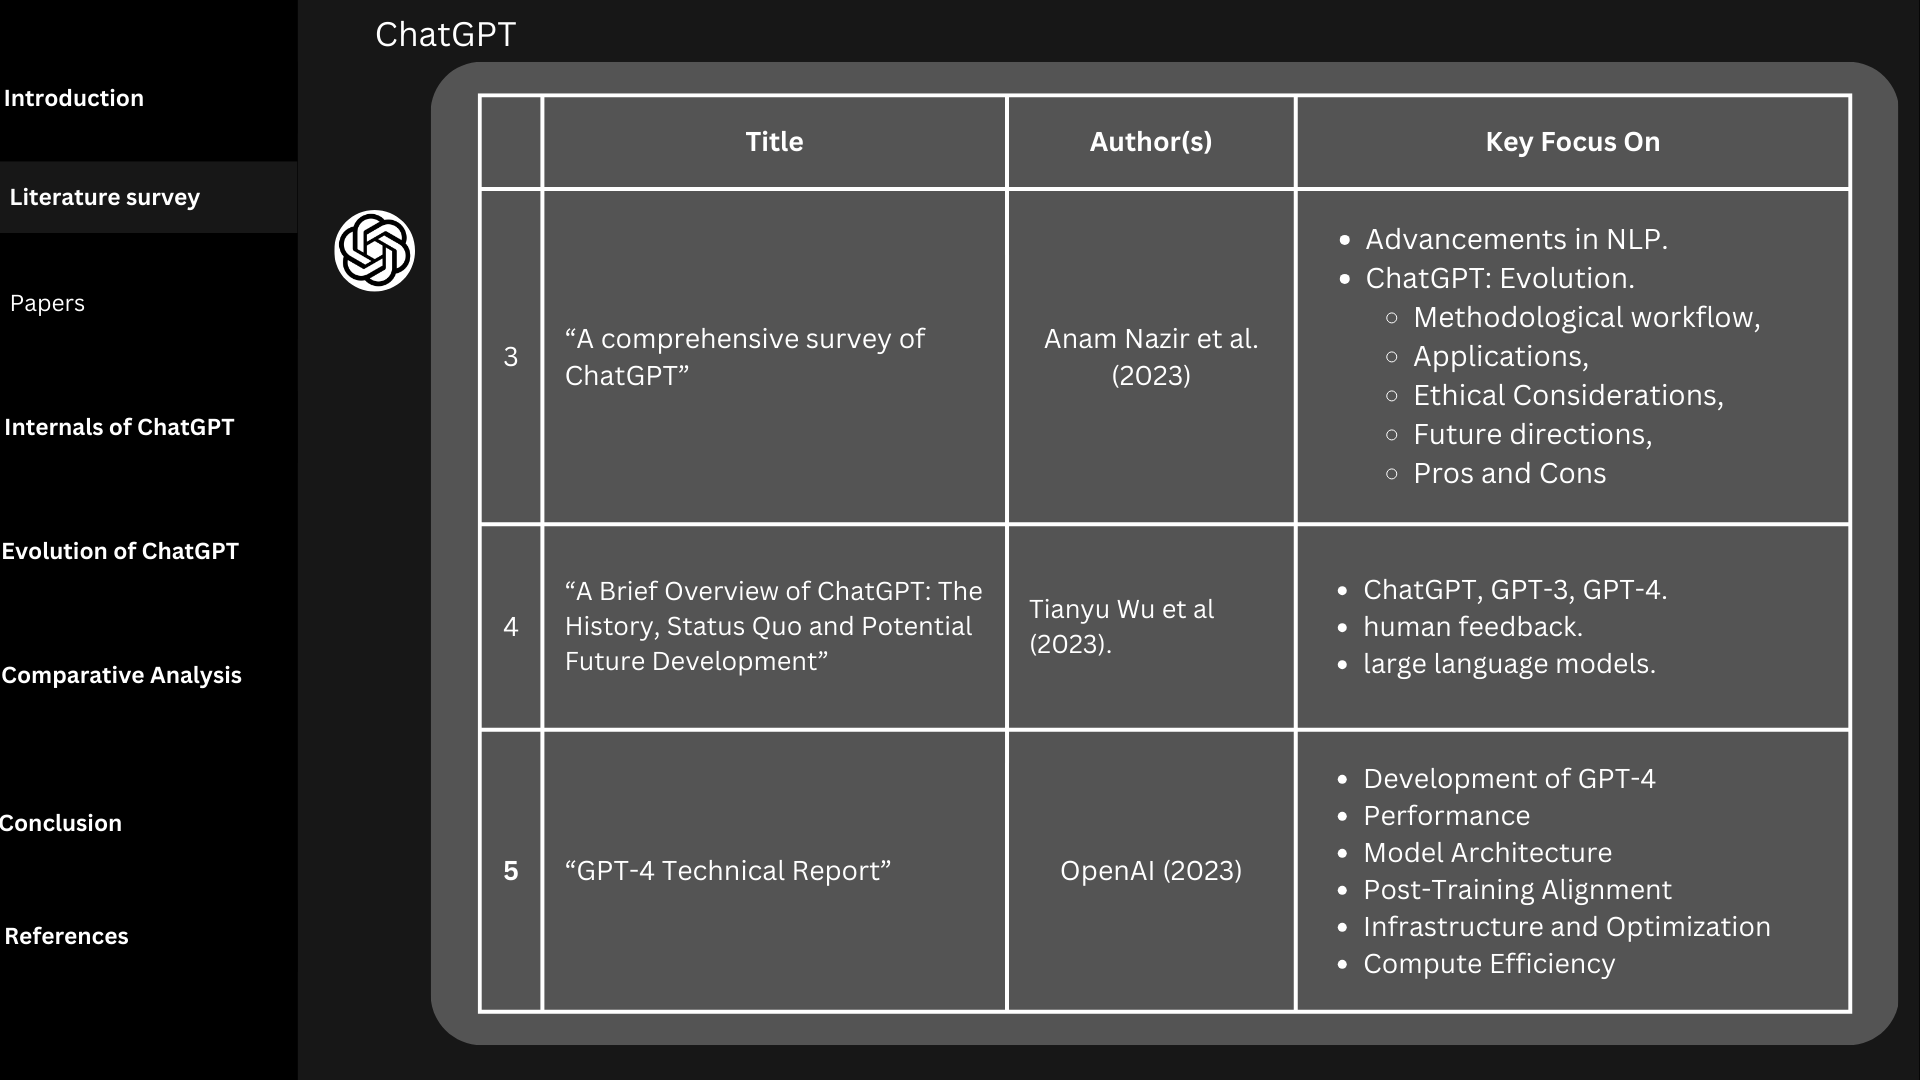 ChatGPT
Introduction
Literature survey
Papers
Internals of ChatGPT
Evolution of ChatGPT
Comparative Analysis
Conclusion
References
Title
Author(s)
Key Focus On
3
“A comprehensive survey of
ChatGPT”
Anam Nazir et al.
(2023)
Advancements in NLP.
ChatGPT: Evolution.
Methodological workflow,
Applications,
Ethical Considerations,
Future directions,
Pros and Cons
4
“A Brief Overview of ChatGPT: The
History, Status Quo and Potential
Future Development”
Tianyu Wu et al
(2023).
ChatGPT, GPT-3, GPT-4.
human feedback.
large language models.
5
“GPT-4 Technical Report”
OpenAI (2023)
Development of GPT-4
Performance
Model Architecture
Post-Training Alignment
Infrastructure and Optimization
Compute Efficiency